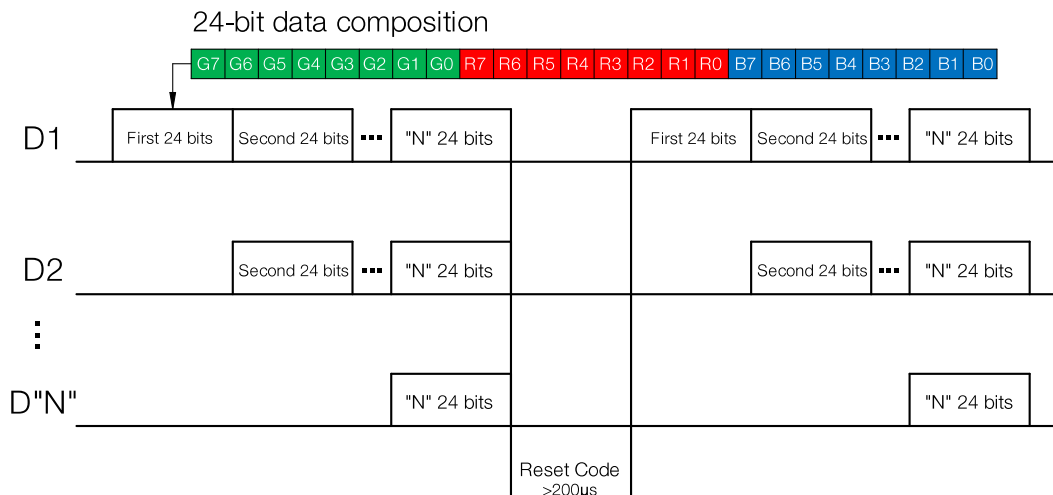 24-bit data composition
G7 G6 G5 G4 G3 G2 G1 G0 R7 R6 R5 R4 R3 R2 R1 R0 B7 B6 B5 B4 B3 B2 B1 B0
D1 First 24 bits Second 24 bits "N" 24 bits First 24 bits Second 24 bits "N" 24 bits
D2 Second 24 bits "N" 24 bits Second 24 bits "N" 24 bits
D"N" "N" 24 bits "N" 24 bits
Reset Code
>200µs